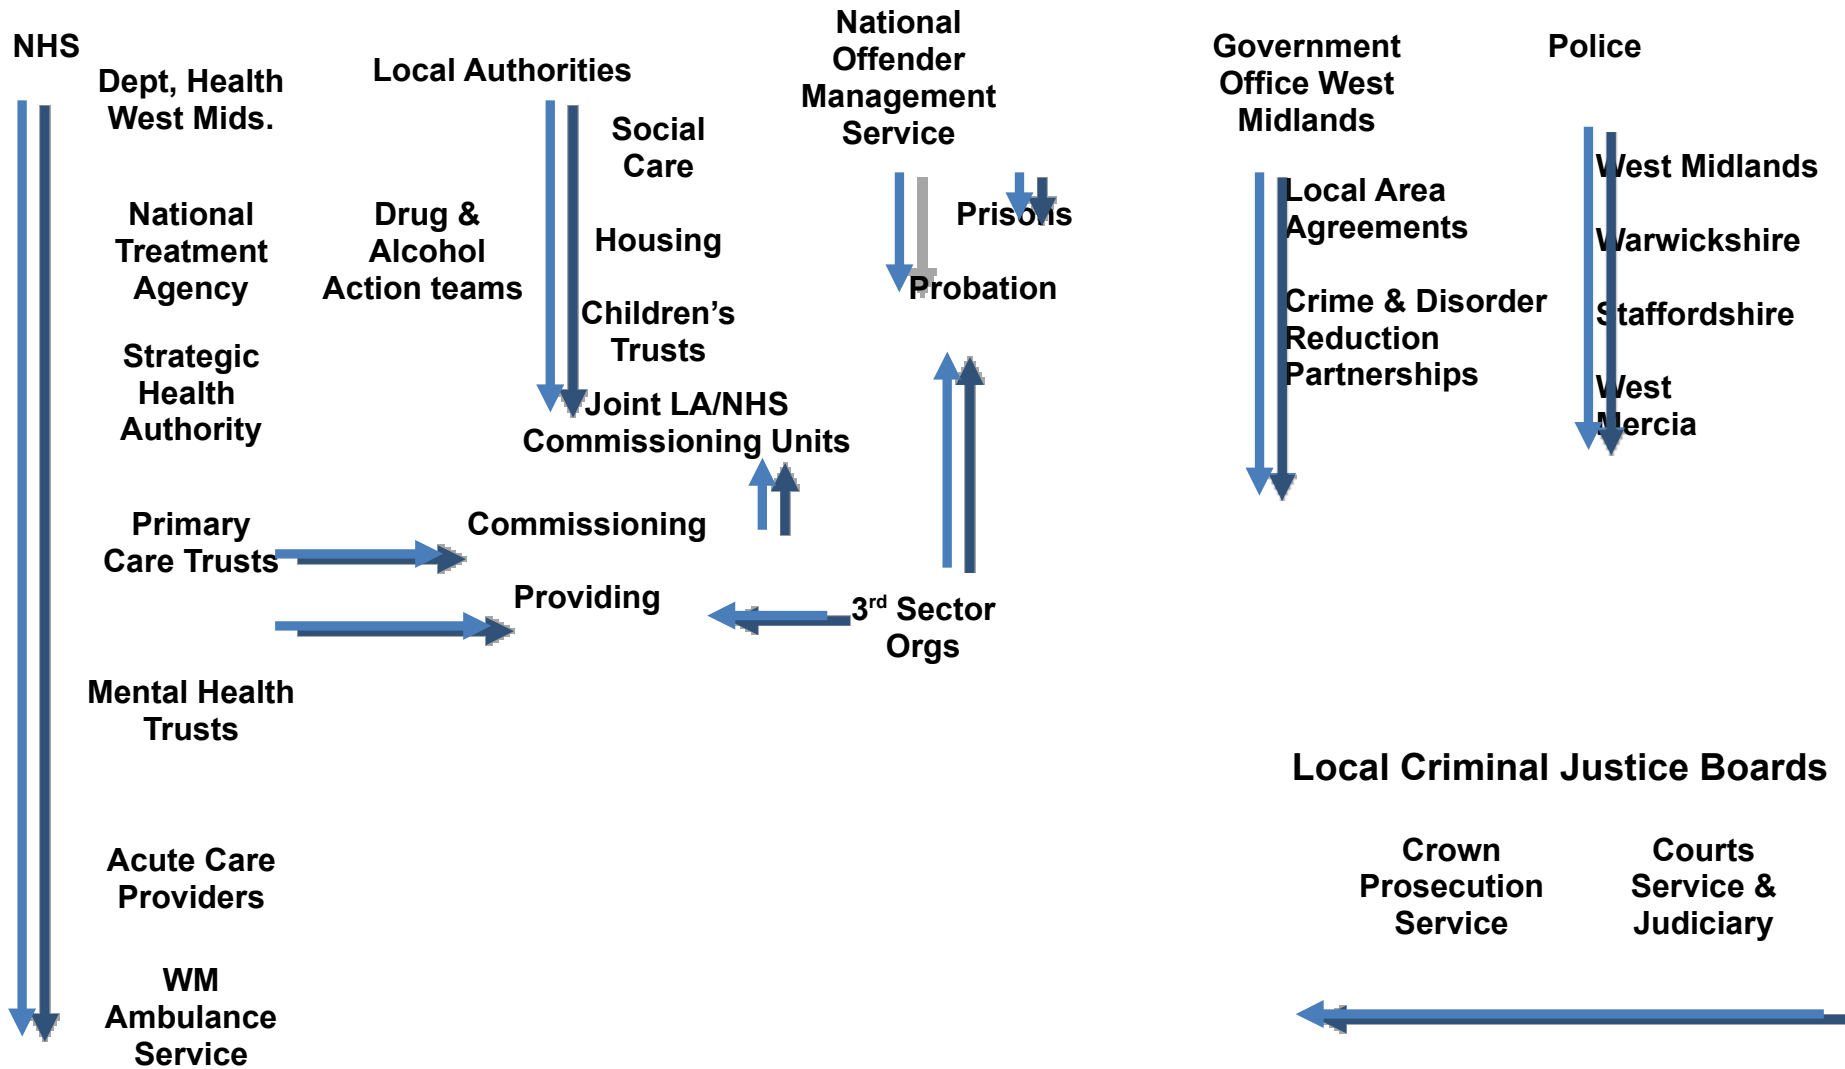 NHS
Dept, Health
West Mids.
National
Treatment
Agency
Strategic
Health
Authority
Primary
Care Trusts
Mental Health
Trusts
Acute Care
Providers
WM
Ambulance
Service
Local Authorities
Drug &
Alcohol
Action teams
Social
Care
Housing
Children’s
Trusts
Joint LA/NHS
Commissioning Units
Commissioning
Providing
National
Offender
Management
Service
Prisons
Probation
3rd Sector
Orgs
Government
Office West
Midlands
Local Area
Agreements
Crime & Disorder
Reduction
Partnerships
Police
West Midlands
Warwickshire
Staffordshire
West
Mercia
Local Criminal Justice Boards
Crown
Prosecution
Service
Courts
Service &
Judiciary